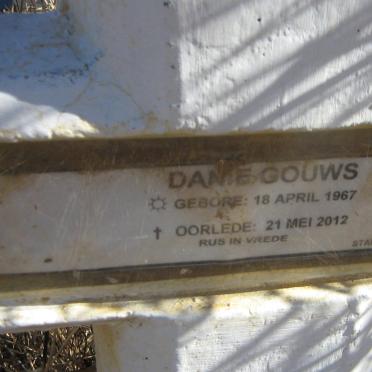 DANIE GOUWS
☼ GEBORE: 18 APRIL 1967
† OORLEDE: 21 MEI 2012
RUS IN VREDE